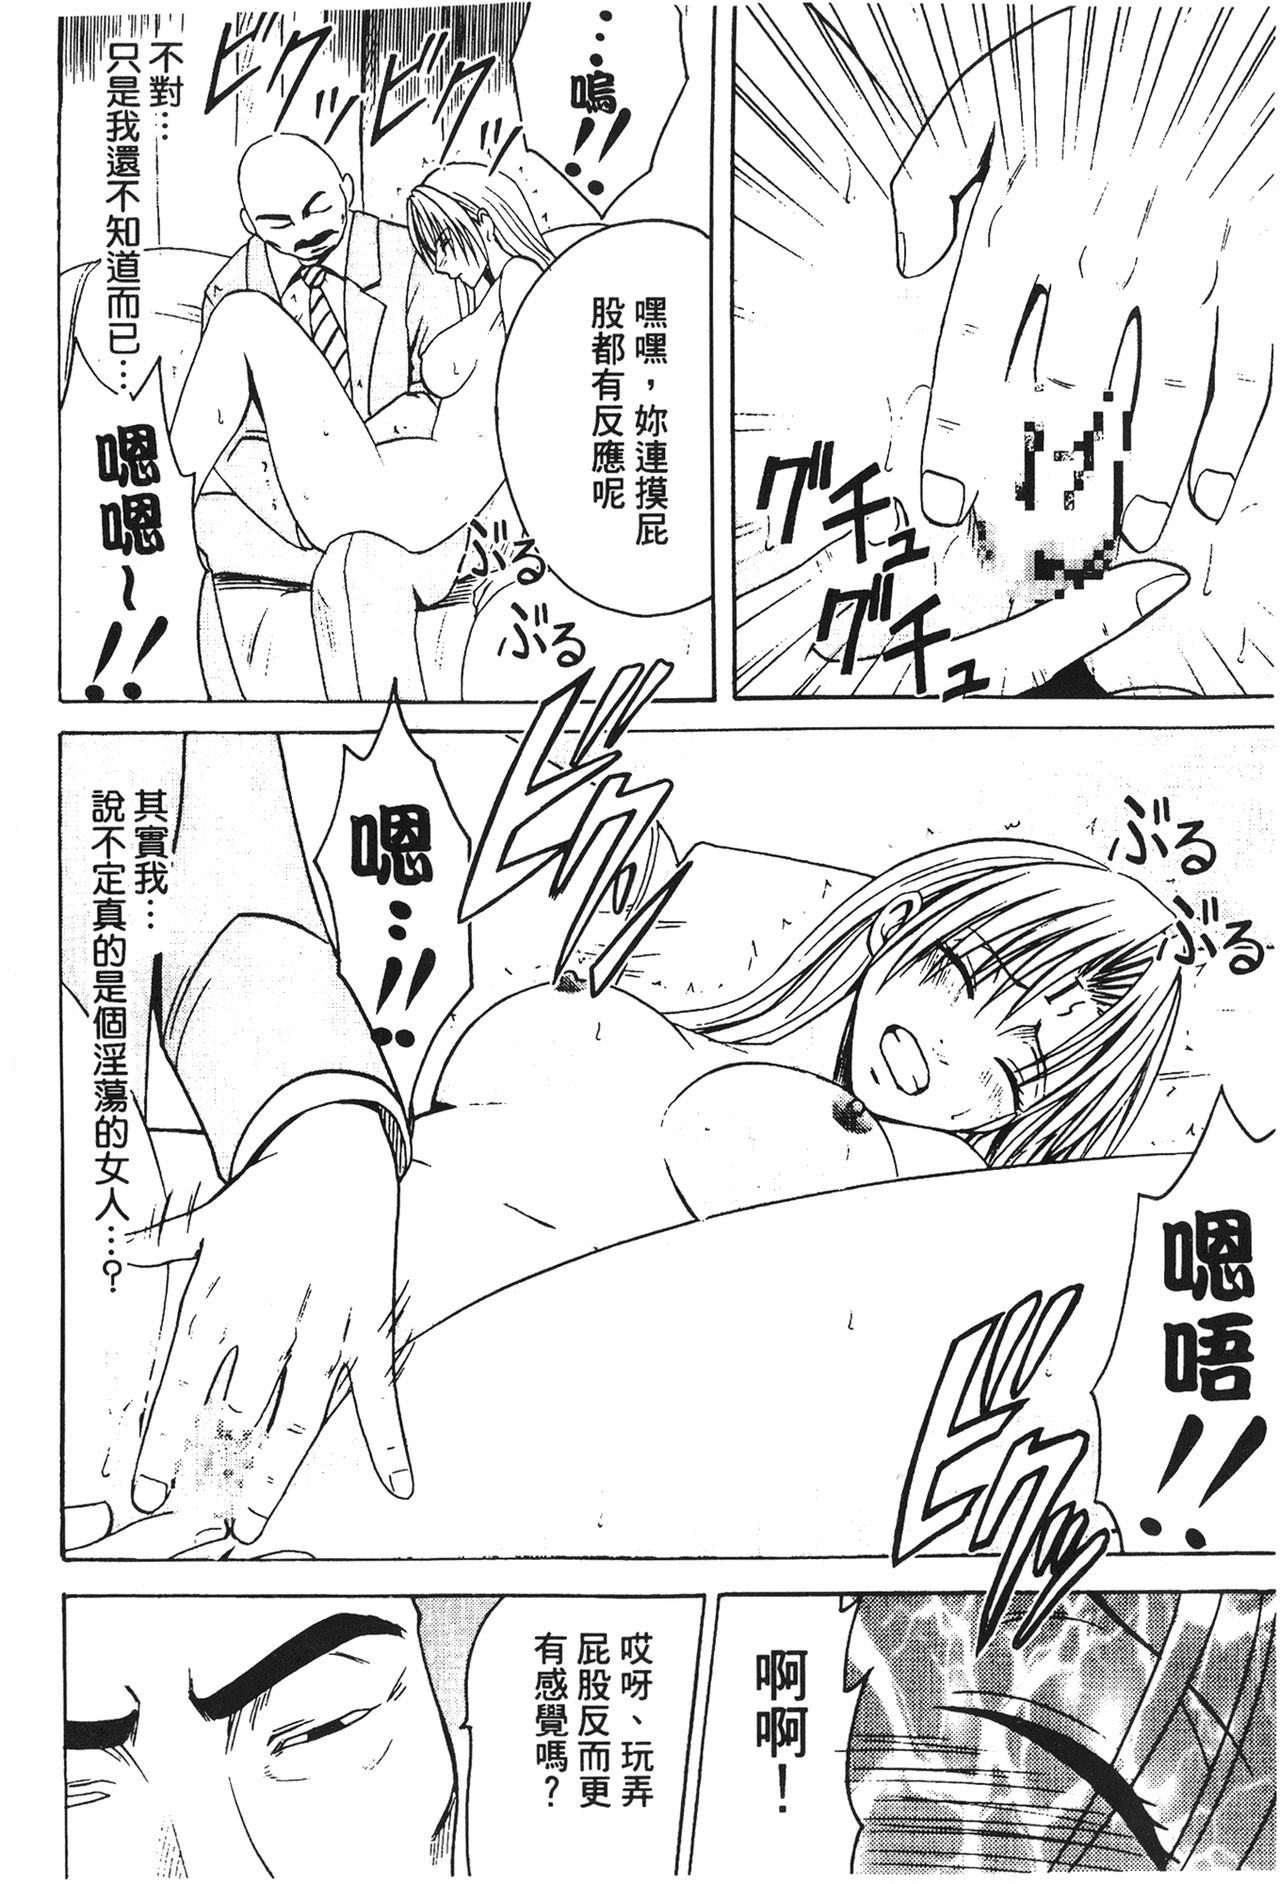 グチュ
グチュ
…嗚!!
嘿嘿，妳連摸屁
股都有反應呢
ビクッ
ビクッ
不對…
只是我還不知道而已…
嗯嗯~!!
ぶる
ぶる
ぶる
ぶる
嗯唔!!
ビクッ
ビクッ
嗯…!!
其實我…
說不定真的是個淫蕩的女人…?
啊啊!
哎呀、玩弄
屁股反而更
有感覺嗎?